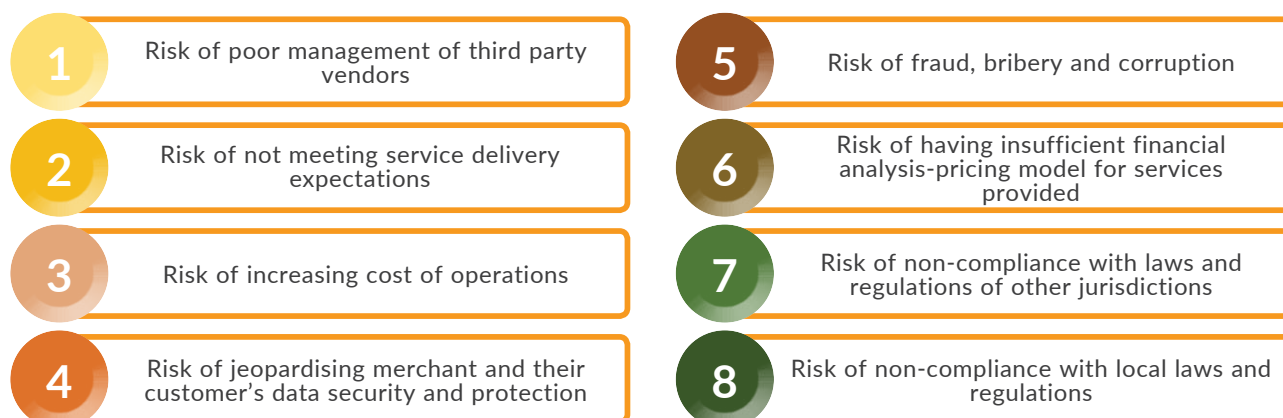 1
Risk of poor management of third party
vendors
2
Risk of not meeting service delivery
expectations
3
Risk of increasing cost of operations
4
Risk of jeopardising merchant and their
customer's data security and protection
5
Risk of fraud, bribery and corruption
6
Risk of having insufficient financial
analysis-pricing model for services
provided
7
Risk of non-compliance with laws and
regulations of other jurisdictions
8
Risk of non-compliance with local laws and
regulations